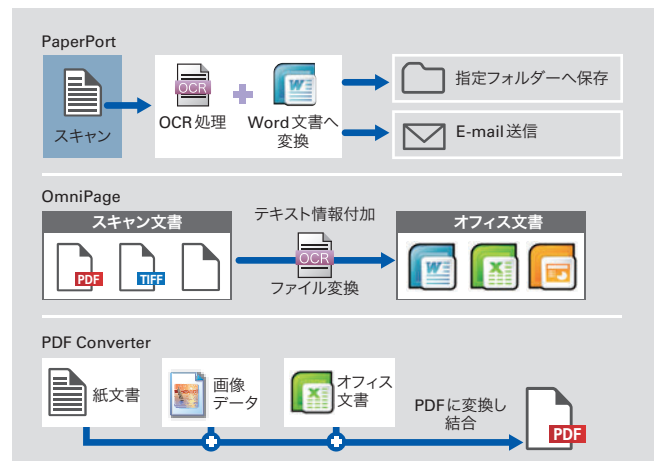 PaperPort
スキャン
OCR
OCR処理
W
Word文書へ
変換
指定フォルダーへ保存
E-mail送信
OmniPage
スキャン文書
PDF
TIFF
テキスト情報付加
OCR
ファイル変換
オフィス文書
W
X
PDF Converter
紙文書
画像
データ
X
オフィス
文書
PDFに変換し
結合
PDF